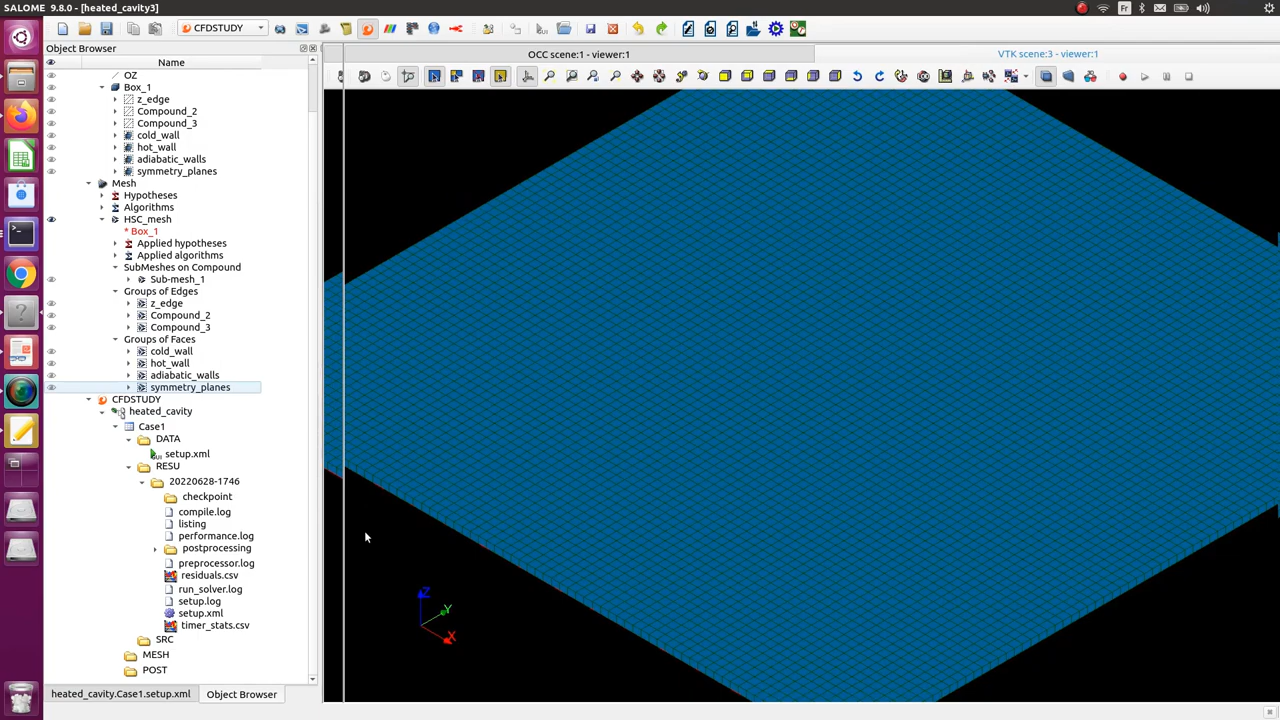 SALOME 9.8.0 - [heated_cavity3]
Fr
CFDSTUDY
Object Browser
OCC scene:1 - viewer:1
VTK scene:3 - viewer:1
Name
OZ
Box_1
z_edge
Compound_2
Compound_3
cold_wall
hot_wall
adiabatic_walls
symmetry_planes
Mesh
Hypotheses
Algorithms
HSC_mesh
* Box_1
Applied hypotheses
Applied algorithms
SubMeshes on Compound
Sub-mesh_1
Groups of Edges
z_edge
Compound_2
Compound_3
Groups of Faces
cold_wall
hot_wall
adiabatic_walls
symmetry_planes
CFDSTUDY
heated_cavity
Case1
DATA
setup.xml
RESU
20220628-1746
checkpoint
compile.log
listing
performance.log
postprocessing
preprocessor.log
residuals.csv
run_solver.log
setup.log
setup.xml
timer_stats.csv
SRC
MESH
POST
Z
Y
X
heated_cavity.Case1.setup.xml
Object Browser